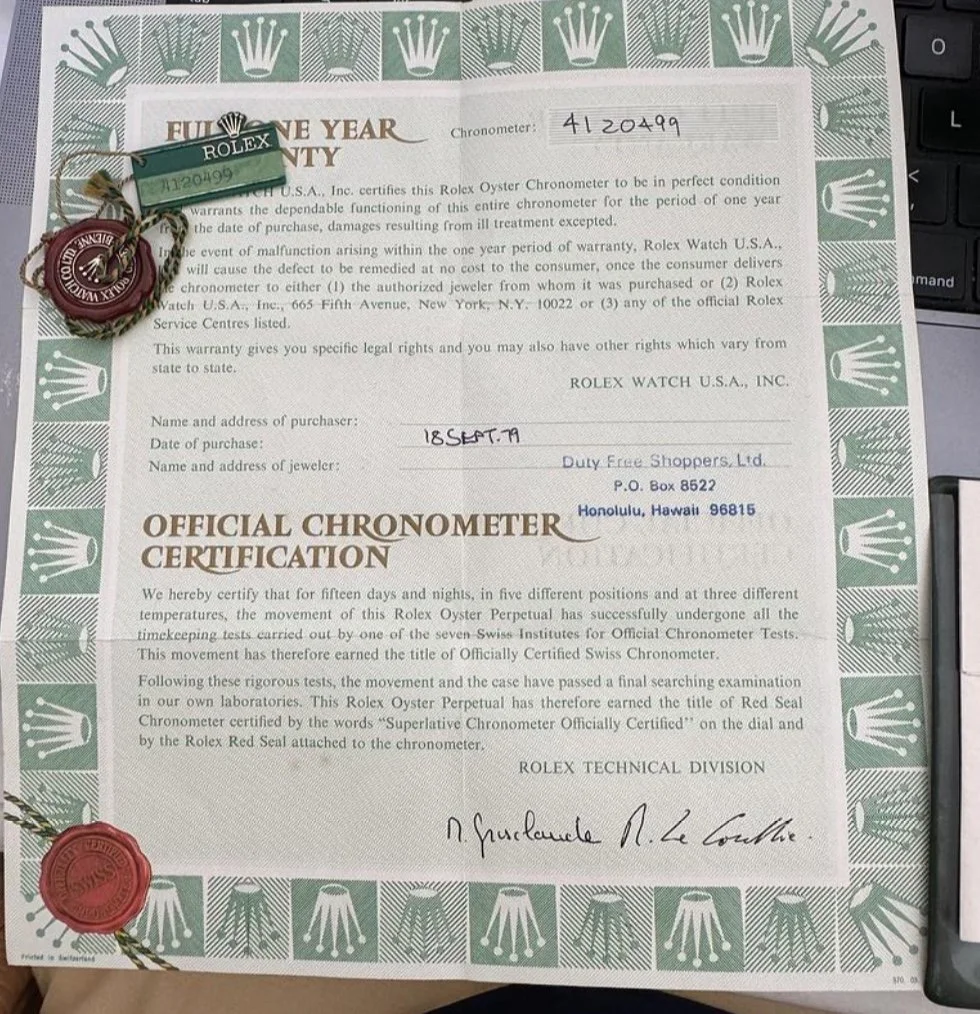 FUL NE YEAR
NTY
Chronometer: 4120499
ROLEX
4120499
U.S.A., Inc. certifies this Rolex Oyster Chronometer to be in perfect condition
warrants the dependable functioning of this entire chronometer for the period of one year
the date of purchase, damages resulting from ill treatment excepted.
In the event of malfunction arising within the one year period of warranty, Rolex Watch U.S.A.,
will cause the defect to be remedied at no cost to the consumer, once the consumer delivers
chronometer to either (1) the authorized jeweler from whom it was purchased or (2) Rolex
Watch U.S.A., Inc., 665 Fifth Avenue, New York, N.Y. 10022 or (3) any of the official Rolex
Service Centres listed.
This warranty gives you specific legal rights and you may also have other rights which vary from
state to state.
ROLEX WATCH U.S.A., INC.
Name and address of purchaser:
Date of purchase: 18 SEPT. 79
Name and address of jeweler: Duty Free Shoppers, Ltd.
P.O. Box 8522
Honolulu, Hawaii 96815
OFFICIAL CHRONOMETER
CERTIFICATION
We hereby certify that for fifteen days and nights, in five different positions and at three different
temperatures, the movement of this Rolex Oyster Perpetual has successfully undergone all the
timekeeping tests carried out by one of the seven Swiss Institutes for Official Chronometer Tests.
This movement has therefore earned the title of Officially Certified Swiss Chronometer.
Following these rigorous tests, the movement and the case have passed a final searching examination
in our own laboratories. This Rolex Oyster Perpetual has therefore earned the title of Red Seal
Chronometer certified by the words “Superlative Chronometer Officially Certified” on the dial and
by the Rolex Red Seal attached to the chronometer.
ROLEX TECHNICAL DIVISION
ROLEX WATCH
BIENNE
SWISS
Printed in Switzerland
O
L
<
,
mmand